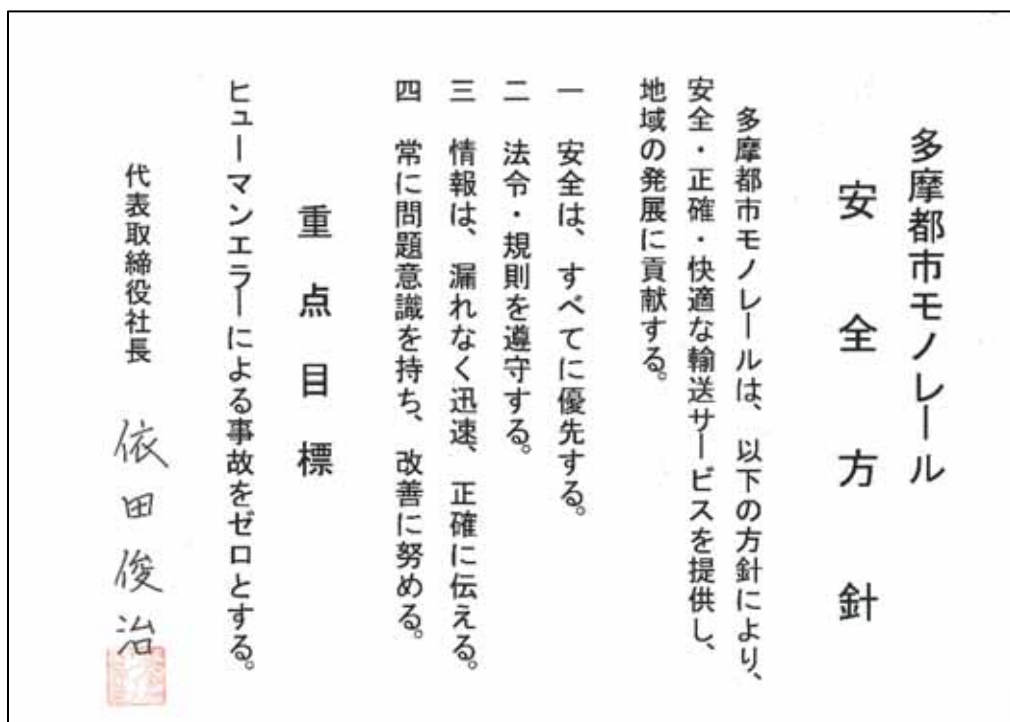 多摩都市モノレール
安全方針
多摩都市モノレールは、以下の方針により、
安全・正確・快適な輸送サービスを提供し、
地域の発展に貢献する。
一 安全は、すべてに優先する。
二 法令・規則を遵守する。
三 情報は、漏れなく迅速、正確に伝える。
四 常に問題意識を持ち、改善に努める。
重点目標
ヒューマンエラーによる事故をゼロとする。
代表取締役社長 依田俊治